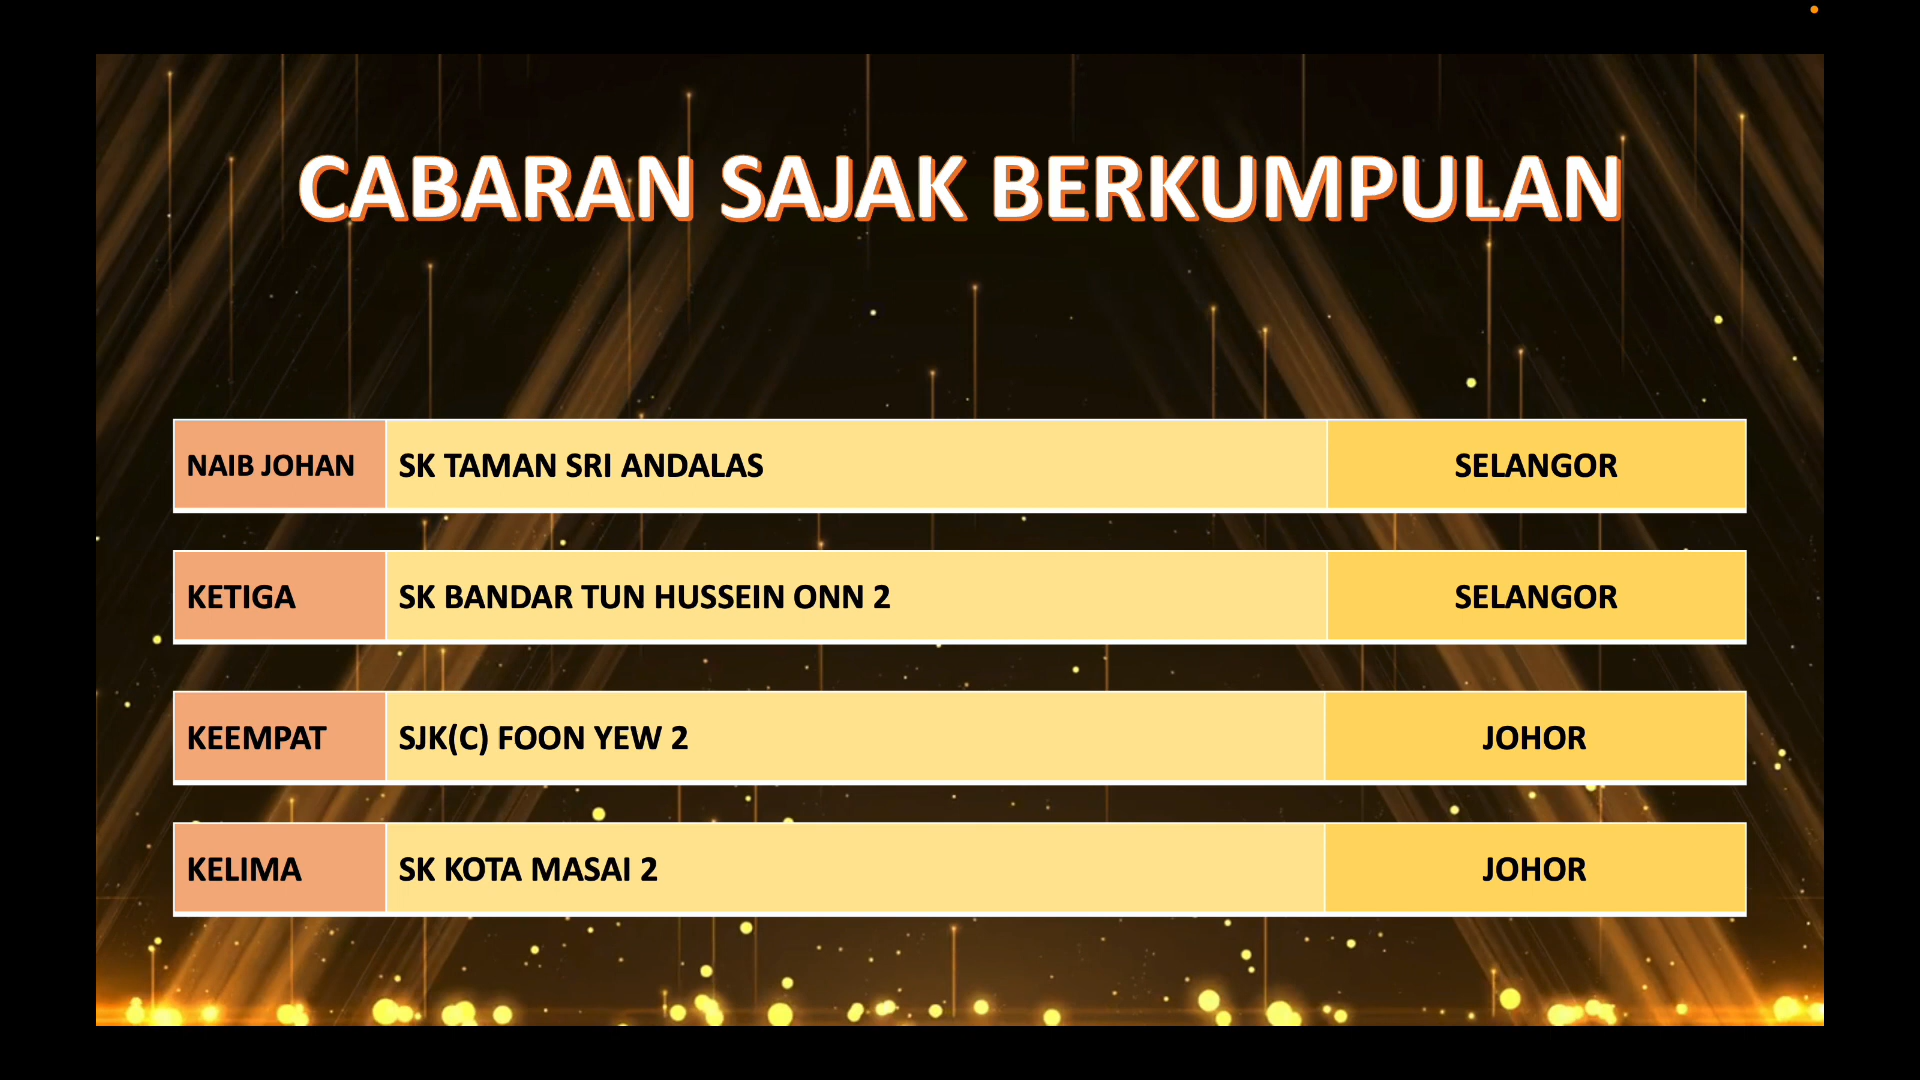 CABARAN SAJAK BERKUMPULAN
NAIB JOHAN SK TAMAN SRI ANDALAS SELANGOR
KETIGA SK BANDAR TUN HUSSEIN ONN 2 SELANGOR
KEEMPAT SJK(C) FOON YEW 2 JOHOR
KELIMA SK KOTA MASAI 2 JOHOR